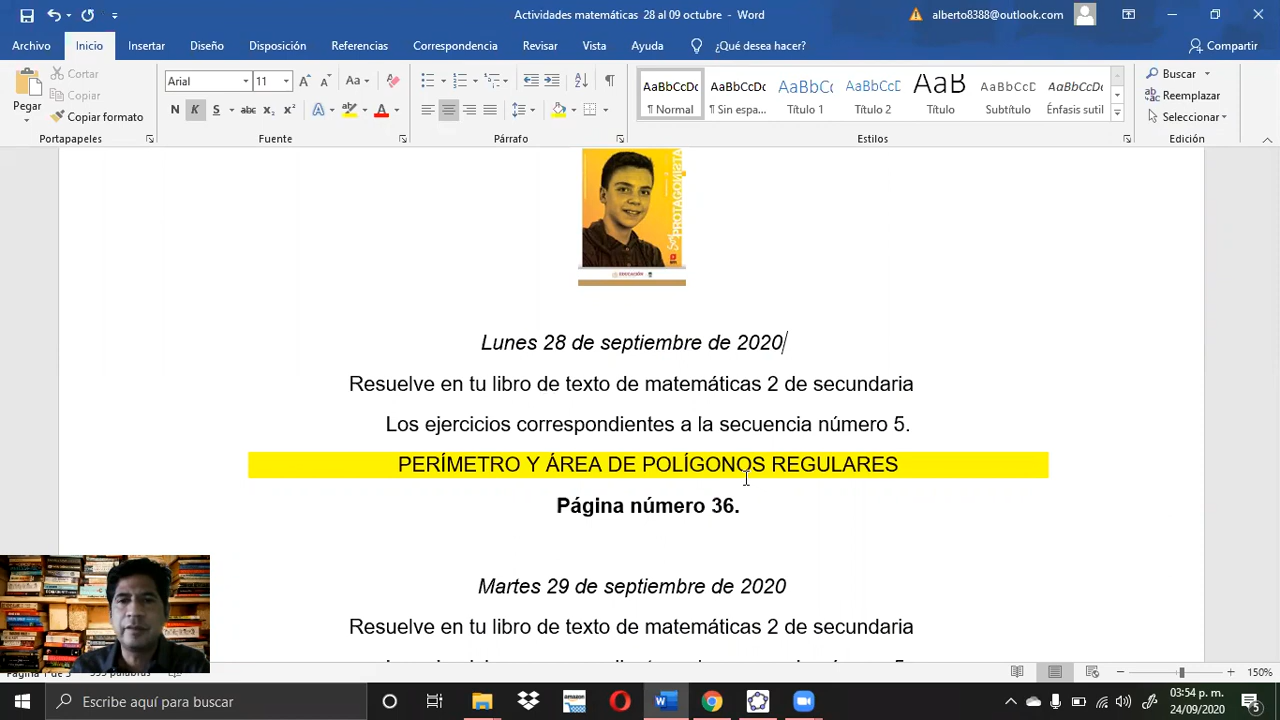 Actividades 28 al 09 octubre - Word
alberto8388@outlook.com
Archivo Inicio Insertar Diseño Disposición Referencias Correspondencia Revisar Vista Ayuda ¿Qué desea hacer? Compartir
Pegar
Cortar
Copiar
Copiar formato
Portapapeles
Arial 11
N K S abc x₂ x²
Fuente
Párrafo
AaBbCcDc AaBbCcDc AaBbCc AaBbCcD AaB AaBbCcD AaBbCcDc
¶ Normal ¶ Sin espa... Título 1 Título 2 Título Subtítulo Énfasis sutil
Estilos
Buscar
Reemplazar
Seleccionar
Edición
PROTAGONISTA
EDUCACIÓN
Lunes 28 de septiembre de 2020
Resuelve en tu libro de texto de matemáticas 2 de secundaria
Los ejercicios correspondientes a la secuencia número 5.
PERÍMETRO Y ÁREA DE POLÍGONOS REGULARES
Página número 36.
Martes 29 de septiembre de 2020
Resuelve en tu libro de texto de matemáticas 2 de secundaria
150%
Escribe aquí para buscar
03:54 p. m.
24/09/2020